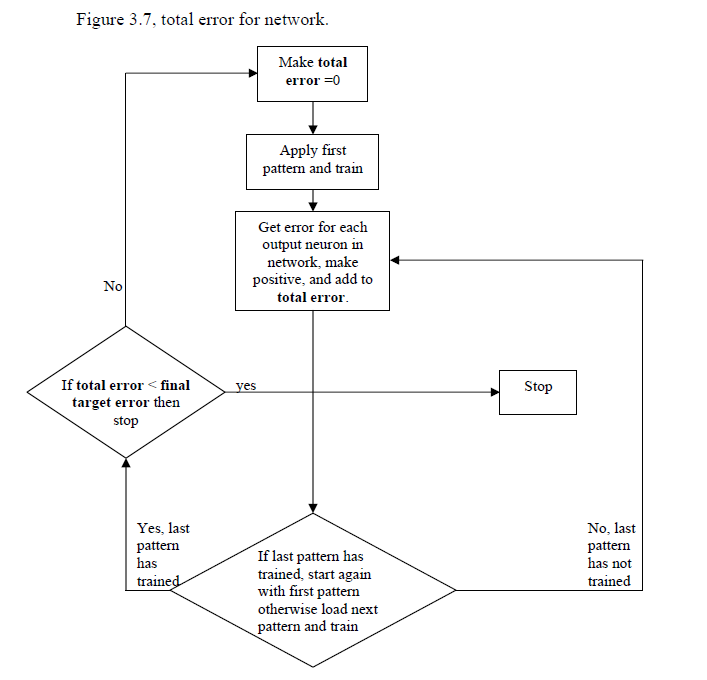 Figure 3.7, total error for network.
Make total
error =0
Apply first
pattern and train
Get error for each
output neuron in
network, make
positive, and add to
total error.
No
If total error < final
target error then
stop
yes
Stop
Yes, last
pattern
has
trained
If last pattern has
trained, start again
with first pattern
otherwise load next
pattern and train
No, last
pattern
has not
trained